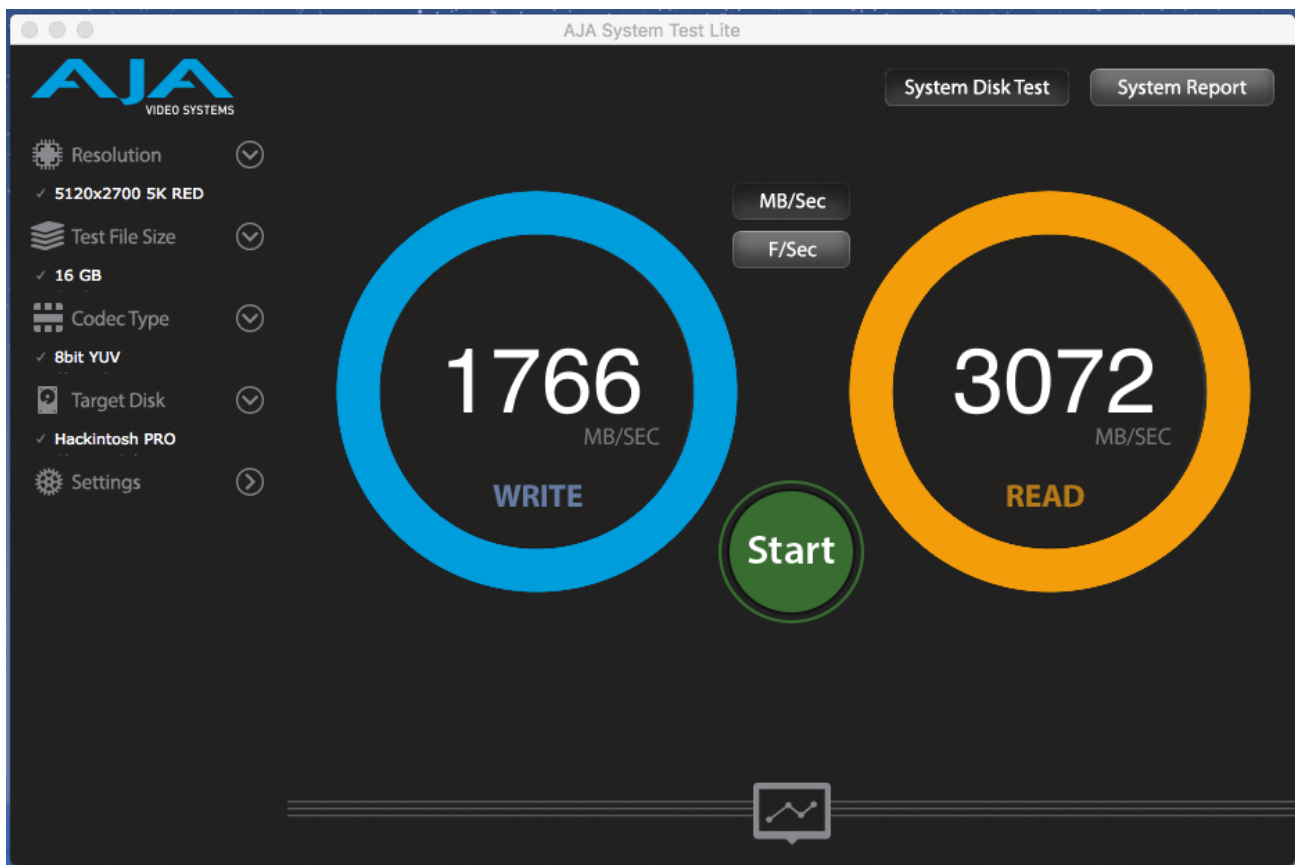 AJA System Test Lite
AJA
VIDEO SYSTEMS
System Disk Test
System Report
Resolution
✓ 5120x2700 5K RED
Test File Size
✓ 16 GB
Codec Type
✓ 8bit YUV
Target Disk
✓ Hackintosh PRO
Settings
MB/Sec
F/Sec
1766
MB/SEC
WRITE
Start
3072
MB/SEC
READ